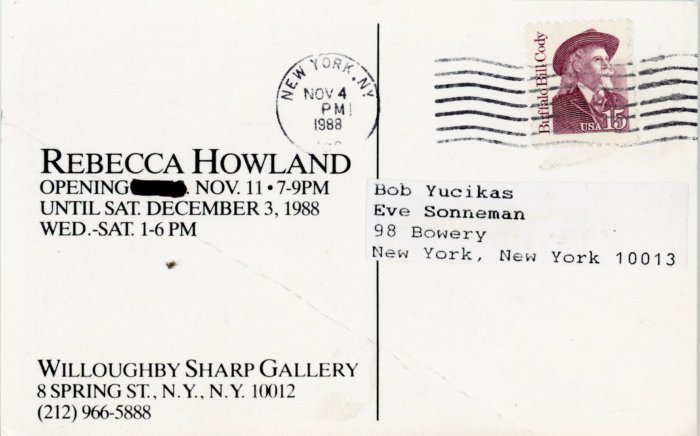 NEW YORK, NY
NOV 4
PM
1988
Buffalo Bill Cody
USA 15
REBECCA HOWLAND
OPENING NOV. 11 • 7-9PM
UNTIL SAT. DECEMBER 3, 1988
WED.-SAT. 1-6 PM
Bob Yucikas
Eve Sonneman
98 Bowery
New York, New York 10013
WILLOUGHBY SHARP GALLERY
8 SPRING ST., N.Y., N.Y. 10012
(212) 966-5888